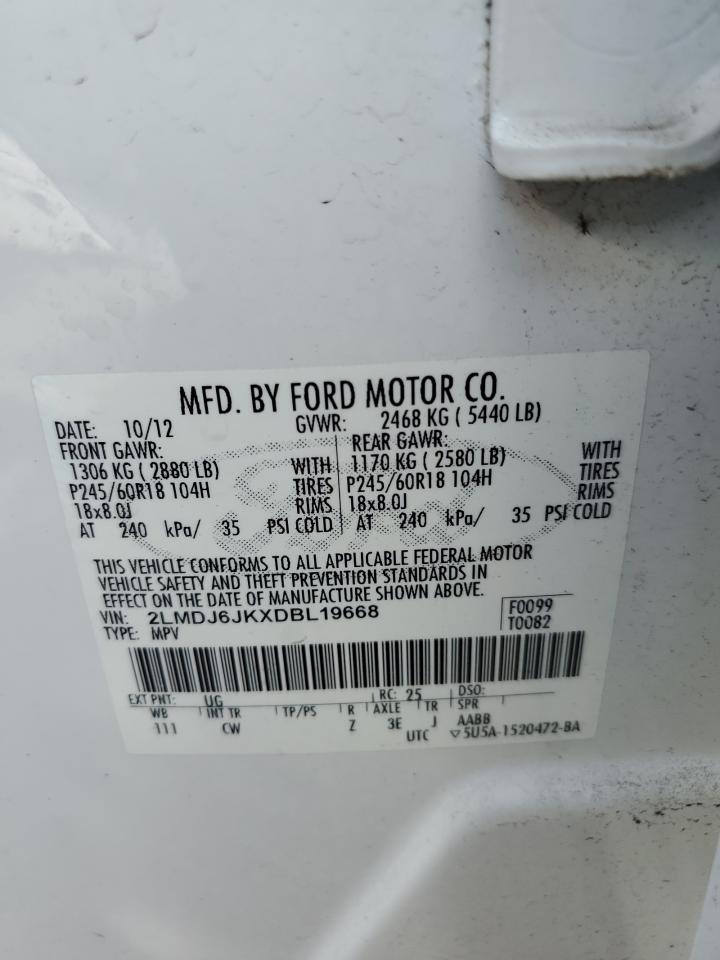 MFD. BY FORD MOTOR CO.
DATE: 10/12 GVWR: 2468 KG ( 5440 LB)
FRONT GAWR: REAR GAWR:
1306 KG ( 2880 LB) WITH 1170 KG ( 2580 LB) WITH
P245/60R18 104H TIRES P245/60R18 104H TIRES
18x8.0J RIMS 18x8.0J RIMS
AT 240 kPa/ 35 PSI COLD AT 240 kPa/ 35 PSI COLD
THIS VEHICLE CONFORMS TO ALL APPLICABLE FEDERAL MOTOR
VEHICLE SAFETY AND THEFT PREVENTION STANDARDS IN
EFFECT ON THE DATE OF MANUFACTURE SHOWN ABOVE.
VIN: 2LMDJ6JKXDBL19668 F0099
TYPE: MPV T0082
EXT PNT: UG RC: 25 DSO:
WB INT TR TP/PS R AXLE TR SPR
111 CW Z 3E J AABB
UTC ▽5U5A-1520472-BA